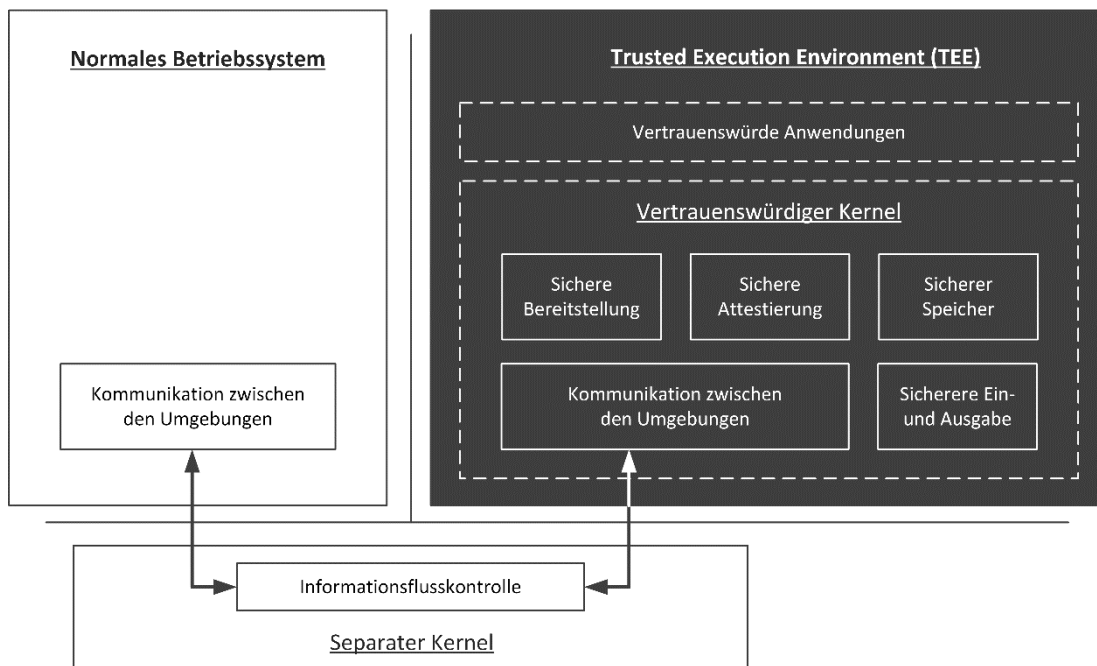 Normales Betriebssystem
Kommunikation zwischen
den Umgebungen
Trusted Execution Environment (TEE)
Vertrauenswürde Anwendungen
Vertrauenswürdiger Kernel
Sichere
Bereitstellung
Sichere
Attestierung
Sicherer
Speicher
Kommunikation zwischen
den Umgebungen
Sicherere Ein-
und Ausgabe
Informationsflusskontrolle
Separater Kernel